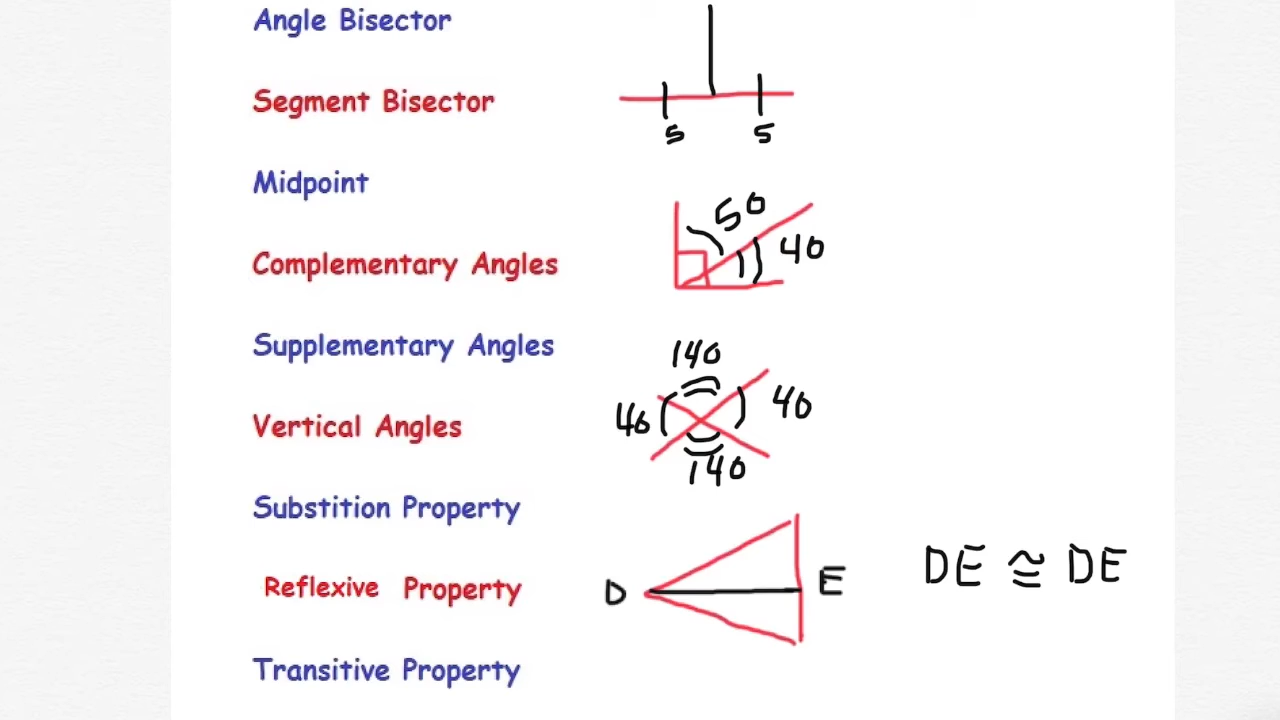 Angle Bisector
Segment Bisector
5 5
Midpoint
50
Complementary Angles
40
Supplementary Angles
140
Vertical Angles
40 40
140
Substition Property
Reflexive Property
D E
DE ≅ DE
Transitive Property